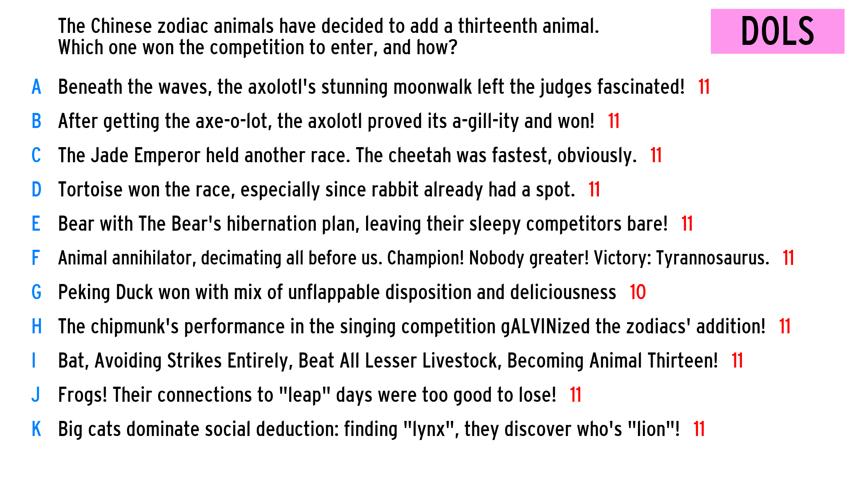 The Chinese zodiac animals have decided to add a thirteenth animal.
Which one won the competition to enter, and how?
DOLS
A Beneath the waves, the axolotl's stunning moonwalk left the judges fascinated! 11
B After getting the axe-o-lot, the axolotl proved its a-gill-ity and won! 11
C The Jade Emperor held another race. The cheetah was fastest, obviously. 11
D Tortoise won the race, especially since rabbit already had a spot. 11
E Bear with The Bear's hibernation plan, leaving their sleepy competitors bare! 11
F Animal annihilator, decimating all before us. Champion! Nobody greater! Victory: Tyrannosaurus. 11
G Peking Duck won with mix of unflappable disposition and deliciousness 10
H The chipmunk's performance in the singing competition gALVINized the zodiacs' addition! 11
I Bat, Avoiding Strikes Entirely, Beat All Lesser Livestock, Becoming Animal Thirteen! 11
J Frogs! Their connections to "leap" days were too good to lose! 11
K Big cats dominate social deduction: finding "lynx", they discover who's "lion"! 11